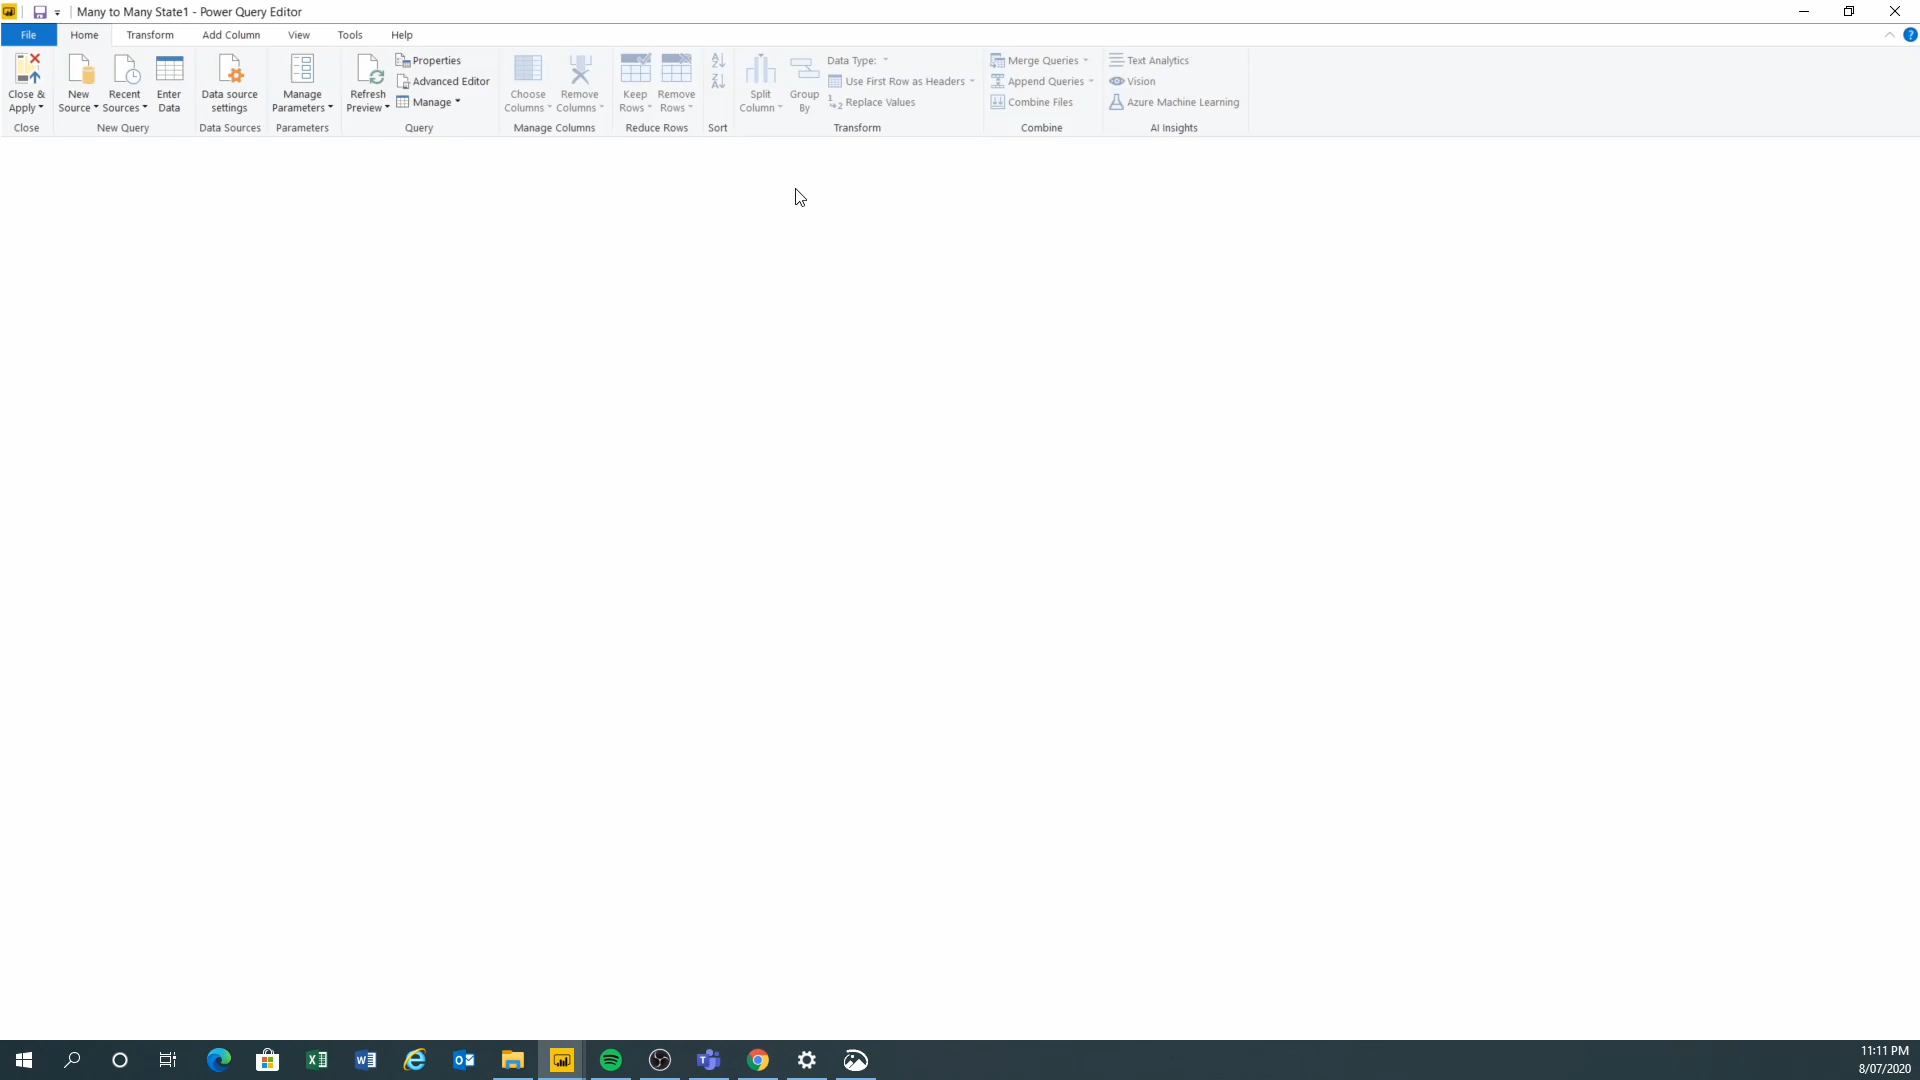 Many to Many State1 - Power Query Editor
File Home Transform Add Column View Tools Help
Close & Apply
New Source
Recent Sources
Enter Data
Data source settings
Manage Parameters
Refresh Preview
Properties
Advanced Editor
Manage
Choose Columns
Remove Columns
Keep Rows
Remove Rows
Split Column
Group By
Data Type:
Use First Row as Headers
Replace Values
Merge Queries
Append Queries
Combine Files
Text Analytics
Vision
Azure Machine Learning
Close New Query Data Sources Parameters Query Manage Columns Reduce Rows Sort Transform Combine AI Insights
11:11 PM
8/07/2020